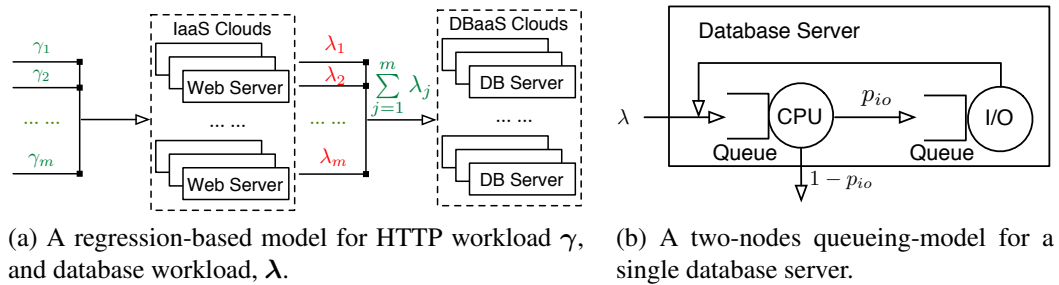 IaaS Clouds
DBaaS Clouds
γ₁
γ₂
... ...
γₘ
Web Server
... ...
Web Server
λ₁
λ₂
... ...
λₘ
m
∑ λⱼ
j=1
DB Server
... ...
DB Server
(a) A regression-based model for HTTP workload γ,
and database workload, λ.
Database Server
λ
Queue
CPU
pᵢₒ
Queue
I/O
1 − pᵢₒ
(b) A two-nodes queueing-model for a
single database server.